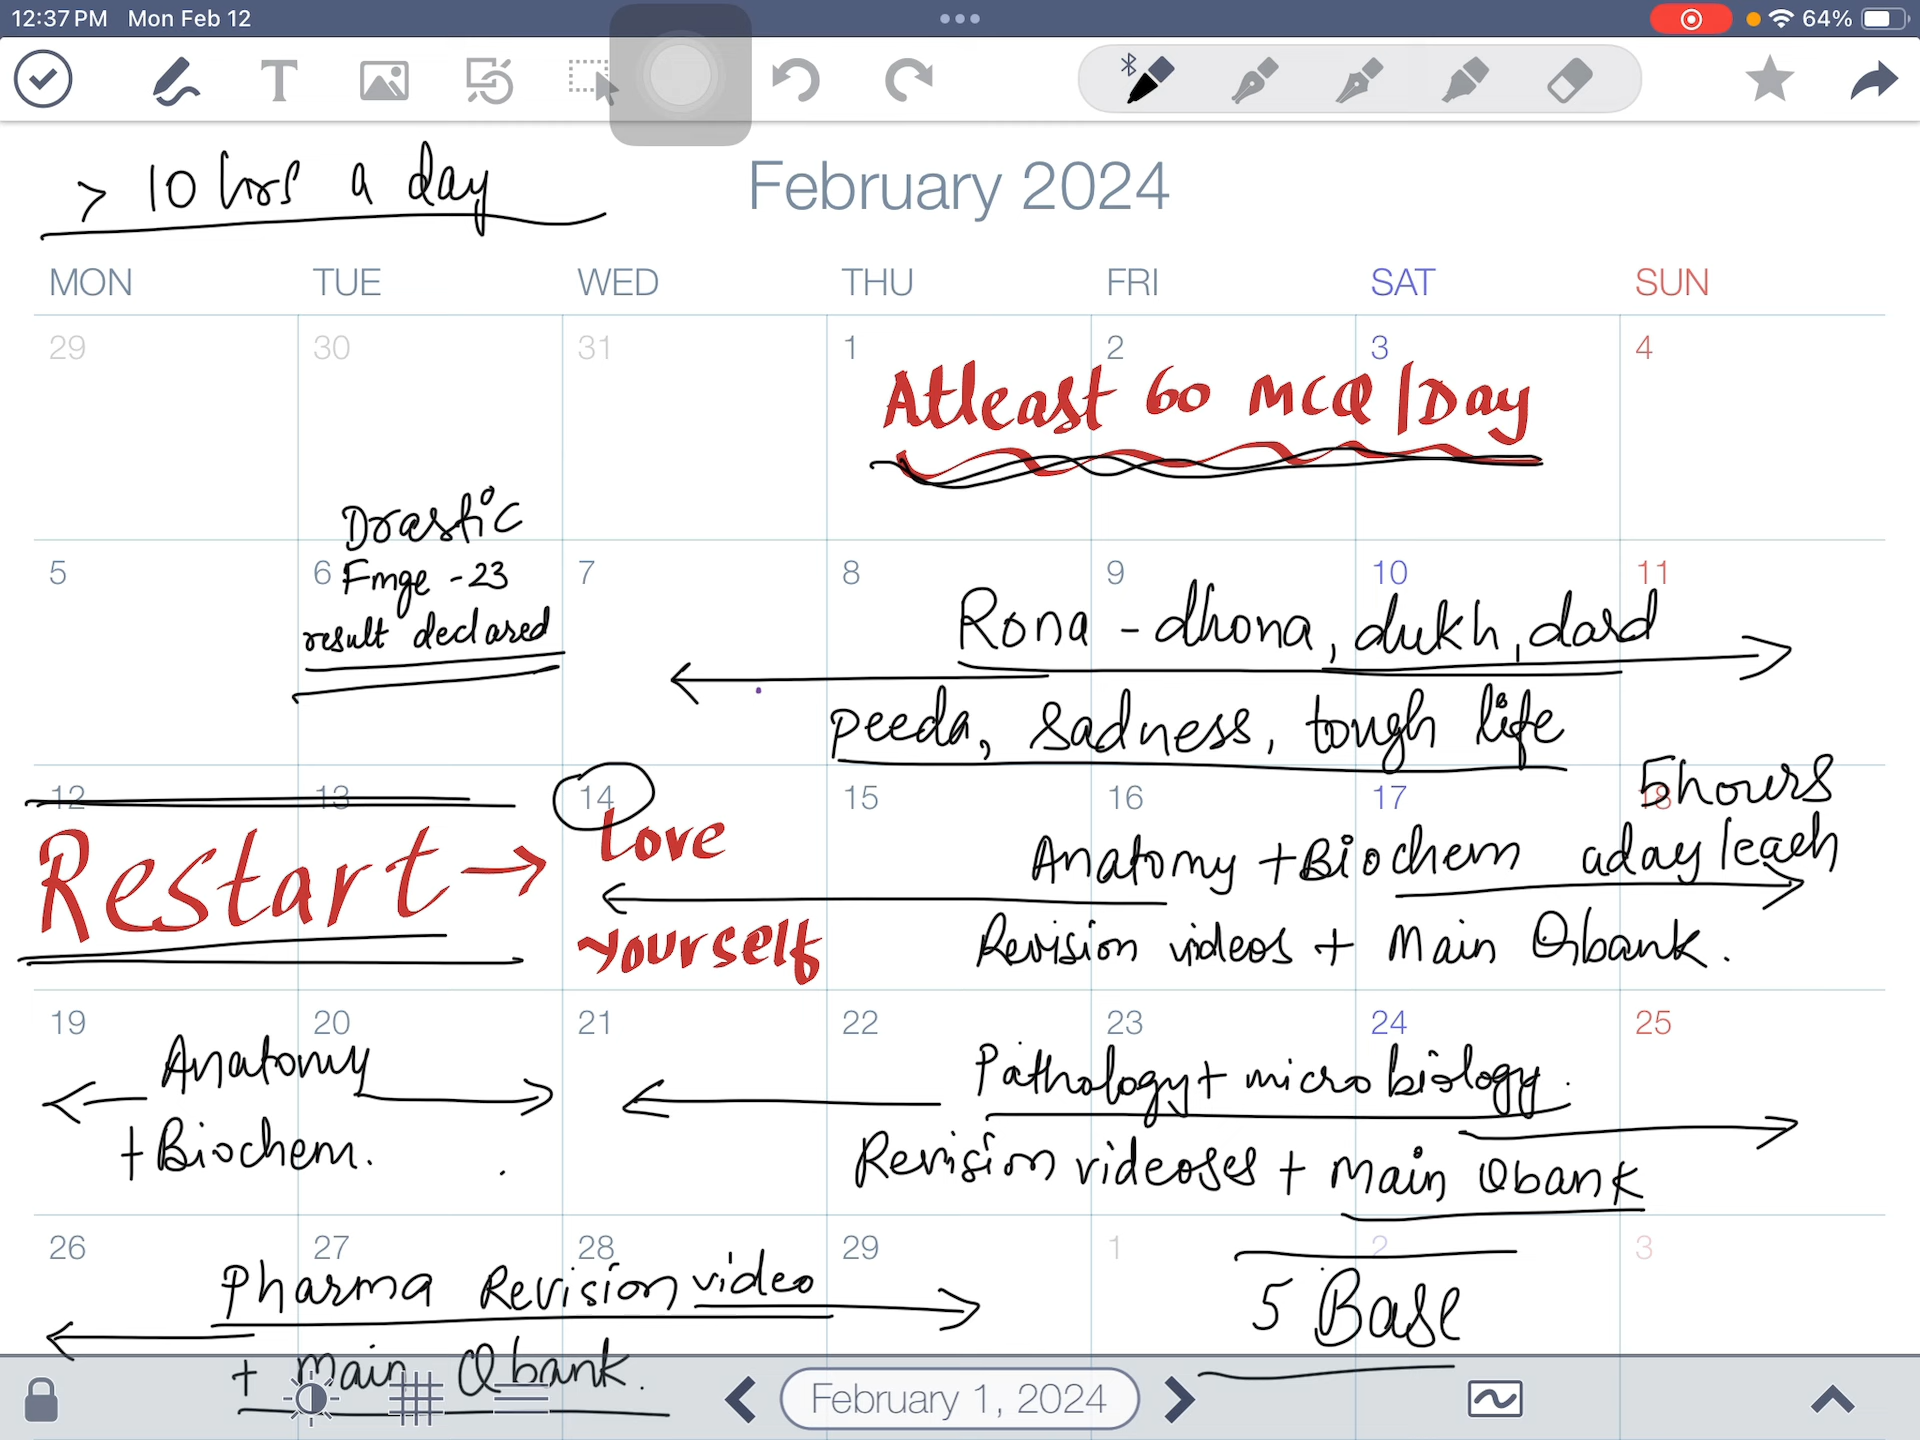 12:37 PM Mon Feb 12
64%
T
> 10 hrs a day
February 2024
MON TUE WED THU FRI SAT SUN
29 30 31 1 2 3 4
Atleast 60 MCQ/Day
Drastic
5 6 7 8 9 10 11
Fmge -23
result declared
Rona - dhona, dukh, dard
peeda, sadness, tough life
12 13 14 15 16 17 18
5 hours
Restart → Love
yourself
Anatomy + Biochem aday/each
Revision videos + Main Qbank.
19 20 21 22 23 24 25
Anatomy
+ Biochem.
Pathology + microbiology.
Revision videoses + Main Qbank
26 27 28 29 1 2 3
Pharma Revision video
+ Main Qbank.
5 Base
February 1, 2024